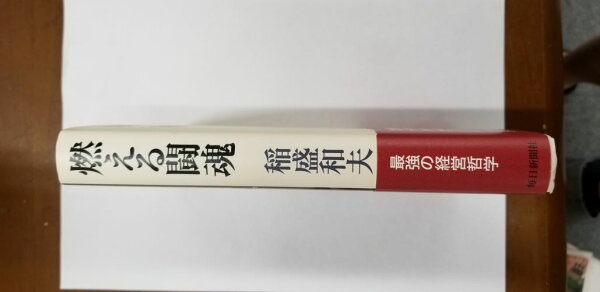 燃える闘魂
稲盛和夫
最強の経営哲学
毎日新聞社